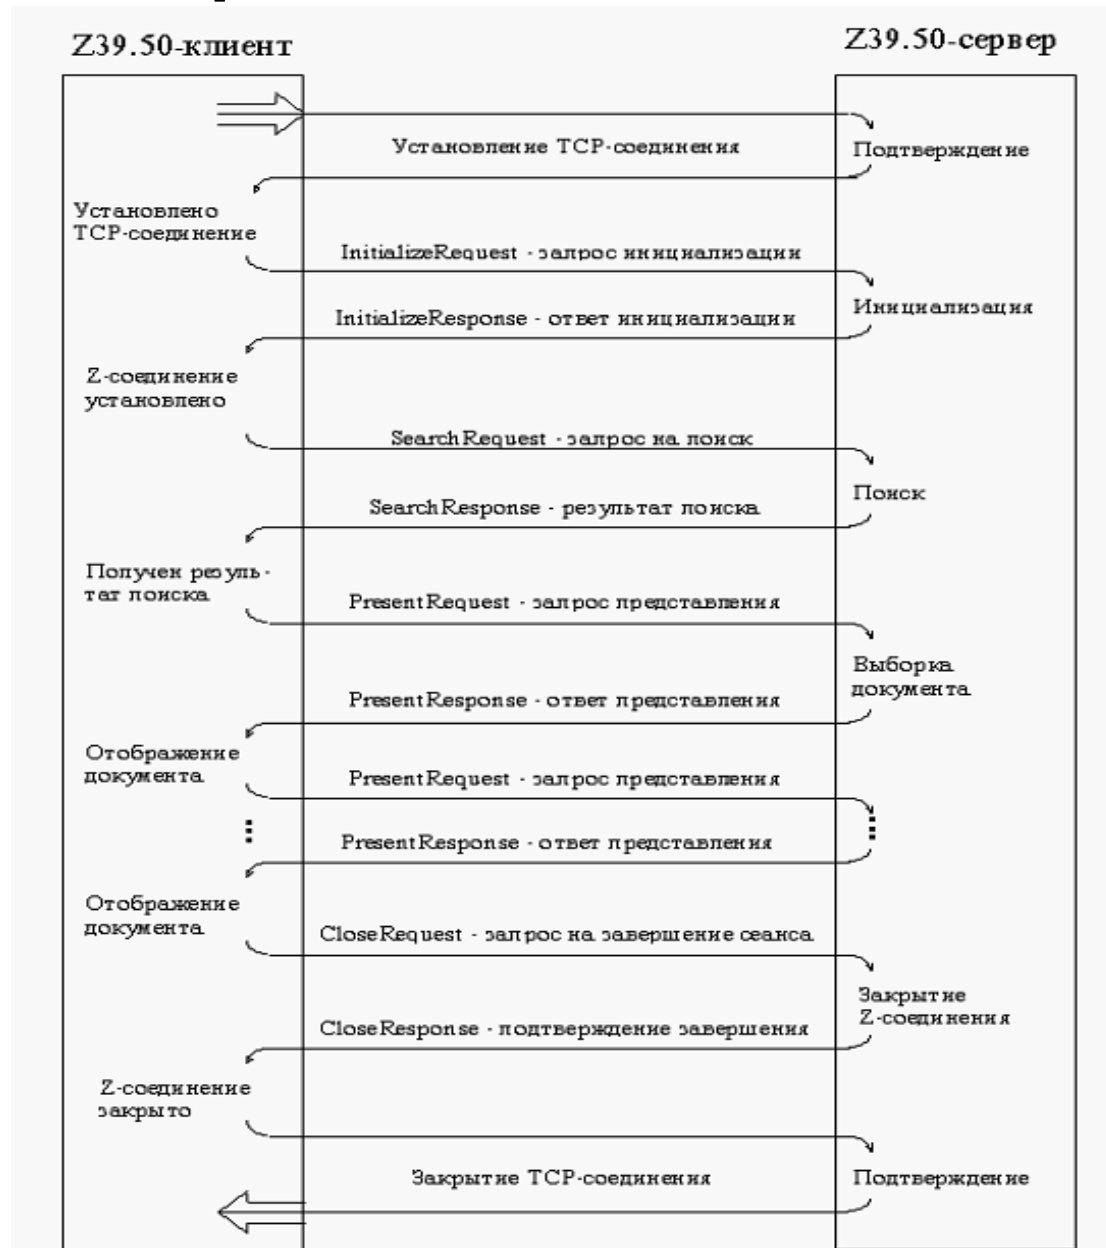 Z39.50-клиент
Z39.50-сервер
Установление TCP-соединения
Подтверждение
Установлено
TCP-соединение
InitializeRequest - запрос инициализации
Инициализация
InitializeResponse - ответ инициализации
Z-соединение
установлено
SearchRequest - запрос на поиск
Поиск
SearchResponse - результат поиска
Получен резуль-
тат поиска
PresentRequest - запрос представления
Выборка
документа
PresentResponse - ответ представления
Отображение
документа
PresentRequest - запрос представления
PresentResponse - ответ представления
Отображение
документа
CloseRequest - запрос на завершение сеанса
Закрытие
Z-соединения
CloseResponse - подтверждение завершения
Z-соединение
закрыто
Закрытие TCP-соединения
Подтверждение